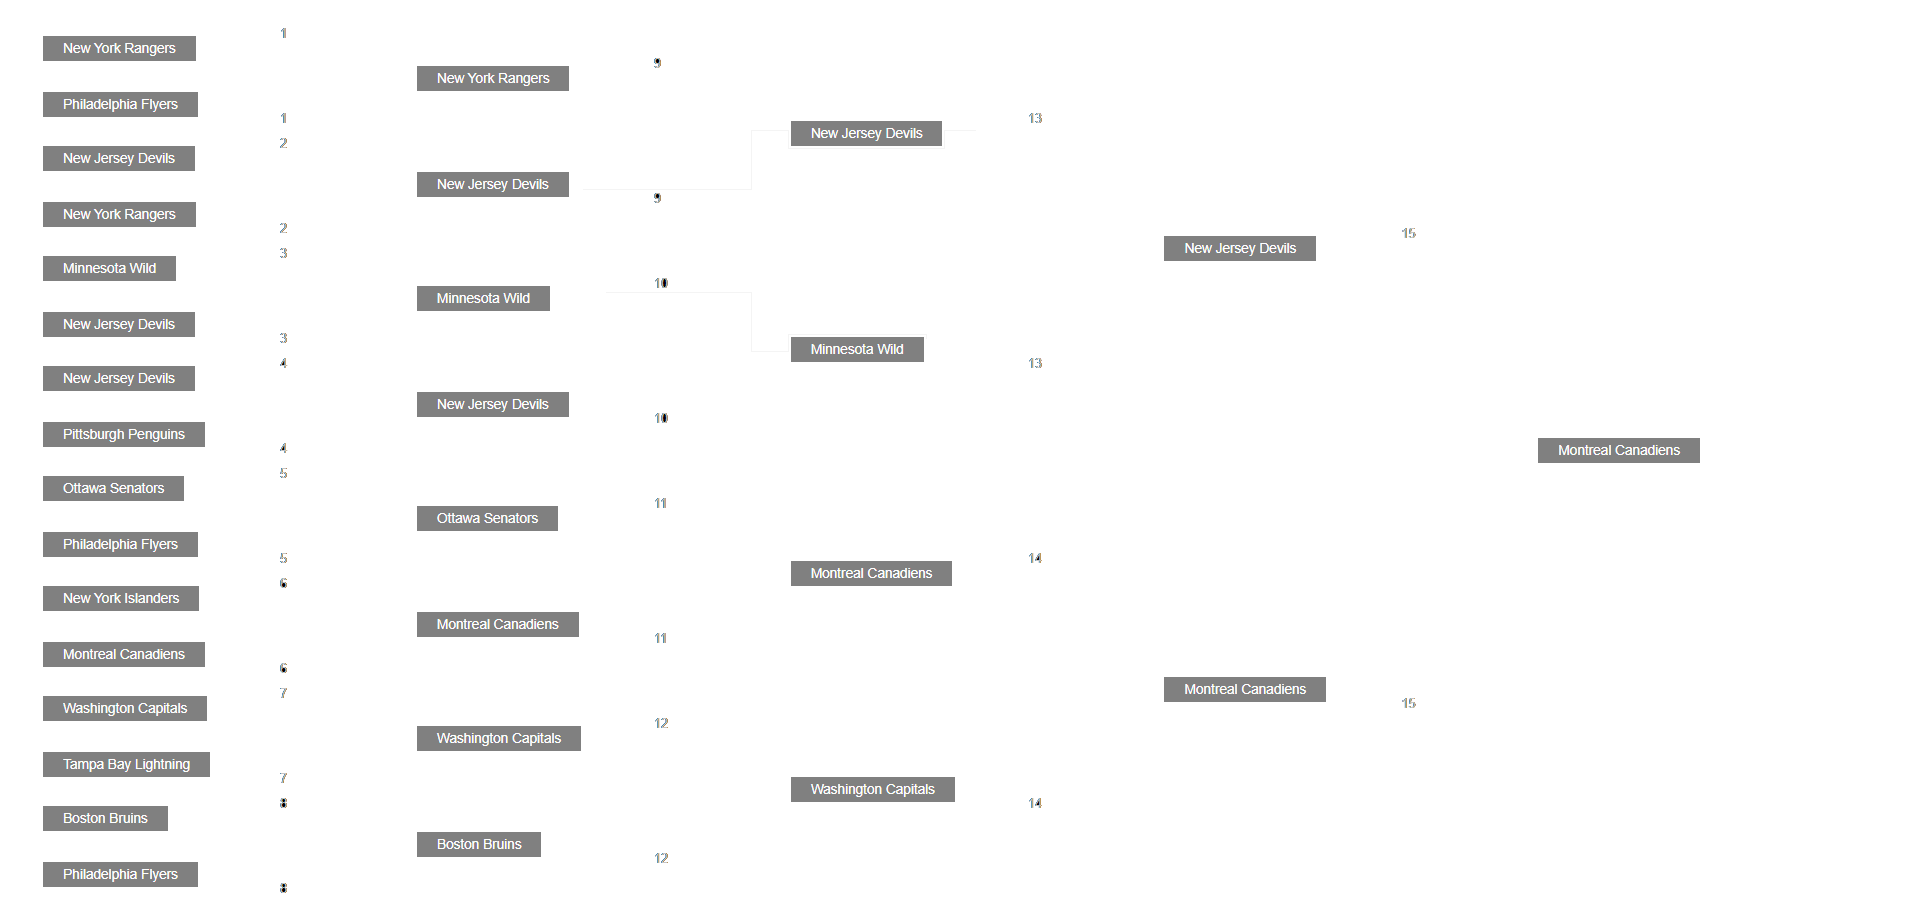 New York Rangers
1
Philadelphia Flyers
1
New Jersey Devils
2
New York Rangers
2
Minnesota Wild
3
New Jersey Devils
3
New Jersey Devils
4
Pittsburgh Penguins
4
Ottawa Senators
5
Philadelphia Flyers
5
New York Islanders
6
Montreal Canadiens
6
Washington Capitals
7
Tampa Bay Lightning
7
Boston Bruins
8
Philadelphia Flyers
8
New York Rangers
9
New Jersey Devils
9
Minnesota Wild
10
New Jersey Devils
10
Ottawa Senators
11
Montreal Canadiens
11
Washington Capitals
12
Boston Bruins
12
New Jersey Devils
13
Minnesota Wild
13
Montreal Canadiens
14
Washington Capitals
14
New Jersey Devils
15
Montreal Canadiens
15
Montreal Canadiens